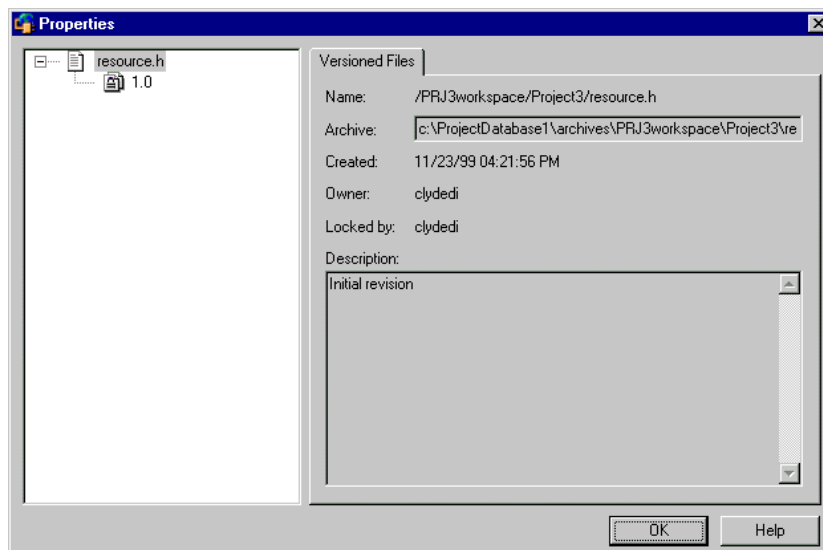 Properties
resource.h
1.0
Versioned Files
Name: /PRJ3workspace/Project3/resource.h
Archive: c:\ProjectDatabase1\archives\PRJ3workspace\Project3\re
Created: 11/23/99 04:21:56 PM
Owner: clydedi
Locked by: clydedi
Description:
Initial revision
OK Help